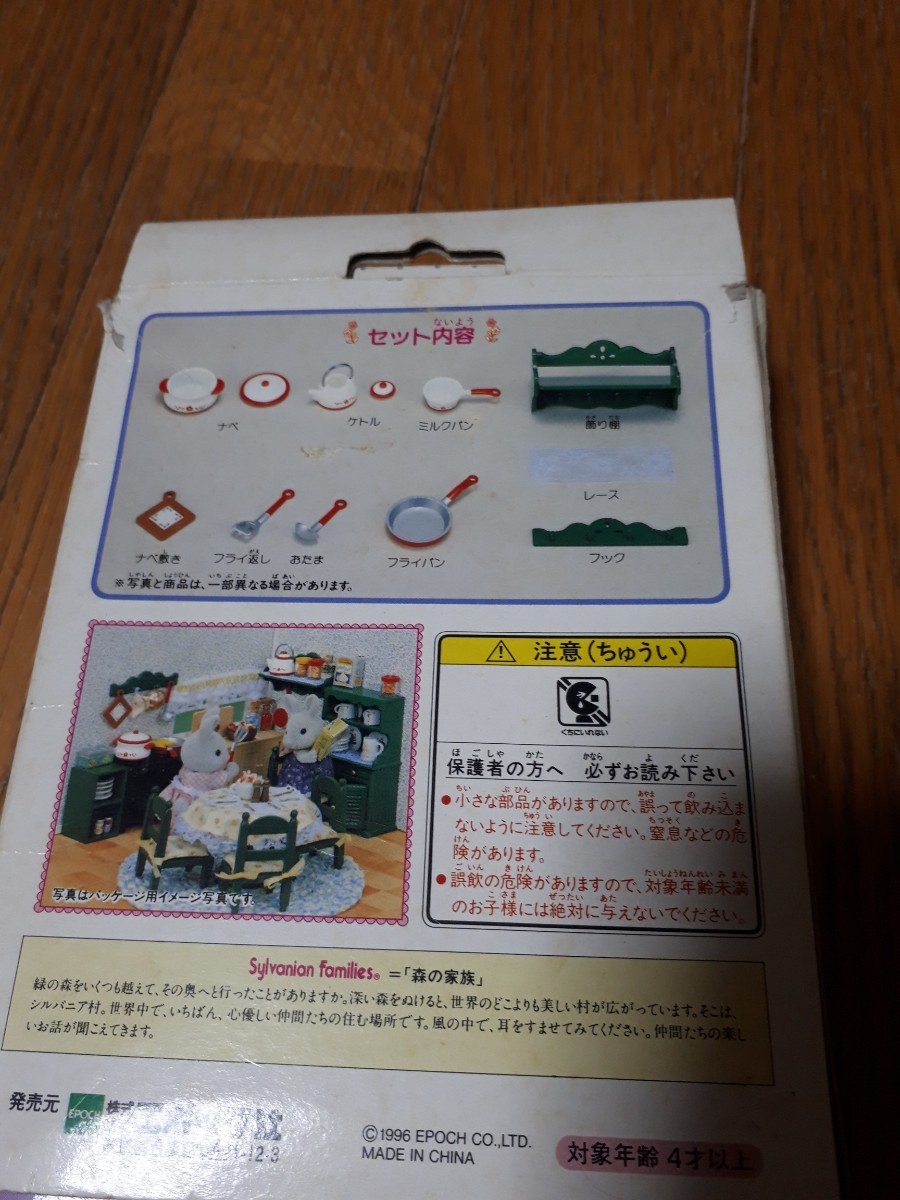 セット内容
ないよう
ナベ
ケトル
ミルクパン
飾り棚
レース
ナベ敷き
フライ返し
おたま
フライパン
フック
※写真と商品は、一部異なる場合があります。
写真はパッケージ用イメージ写真です。
注意(ちゅうい)
くちにいれない
保護者の方へ 必ずお読み下さい
●小さな部品がありますので、誤って飲み込ま
ないように注意してください。窒息などの危
険があります。
●誤飲の危険がありますので、対象年齢未満
のお子様には絶対に与えないでください。
Sylvanian Families® =「森の家族」
緑の森をいくつも越えて、その奥へと行ったことがありますか。深い森をぬけると、世界のどこよりも美しい村が広がっています。そこは、
シルバニア村。世界中で、いちばん、心優しい仲間たちの住む場所です。風の中で、耳をすませてみてください。仲間たちの楽し
いお話が聞こえてきます。
発売元 EPOCH 株式
©1996 EPOCH CO.,LTD.
MADE IN CHINA
対象年齢 4才以上